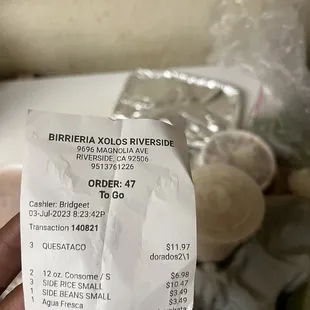 BIRRIERIA XOLOS RIVERSIDE
9696 MAGNOLIA AVE
RIVERSIDE, CA 92506
9513761226
ORDER: 47
To Go
Cashier: Bridgeet
03-Jul-2023 8:23:42P
Transaction 140821
3 QUESATACO $11.97
dorados2\1
2 12 oz. Consome / S $6.98
3 SIDE RICE SMALL $10.47
1 SIDE BEANS SMALL $3.49
1 Agua Fresca $3.49